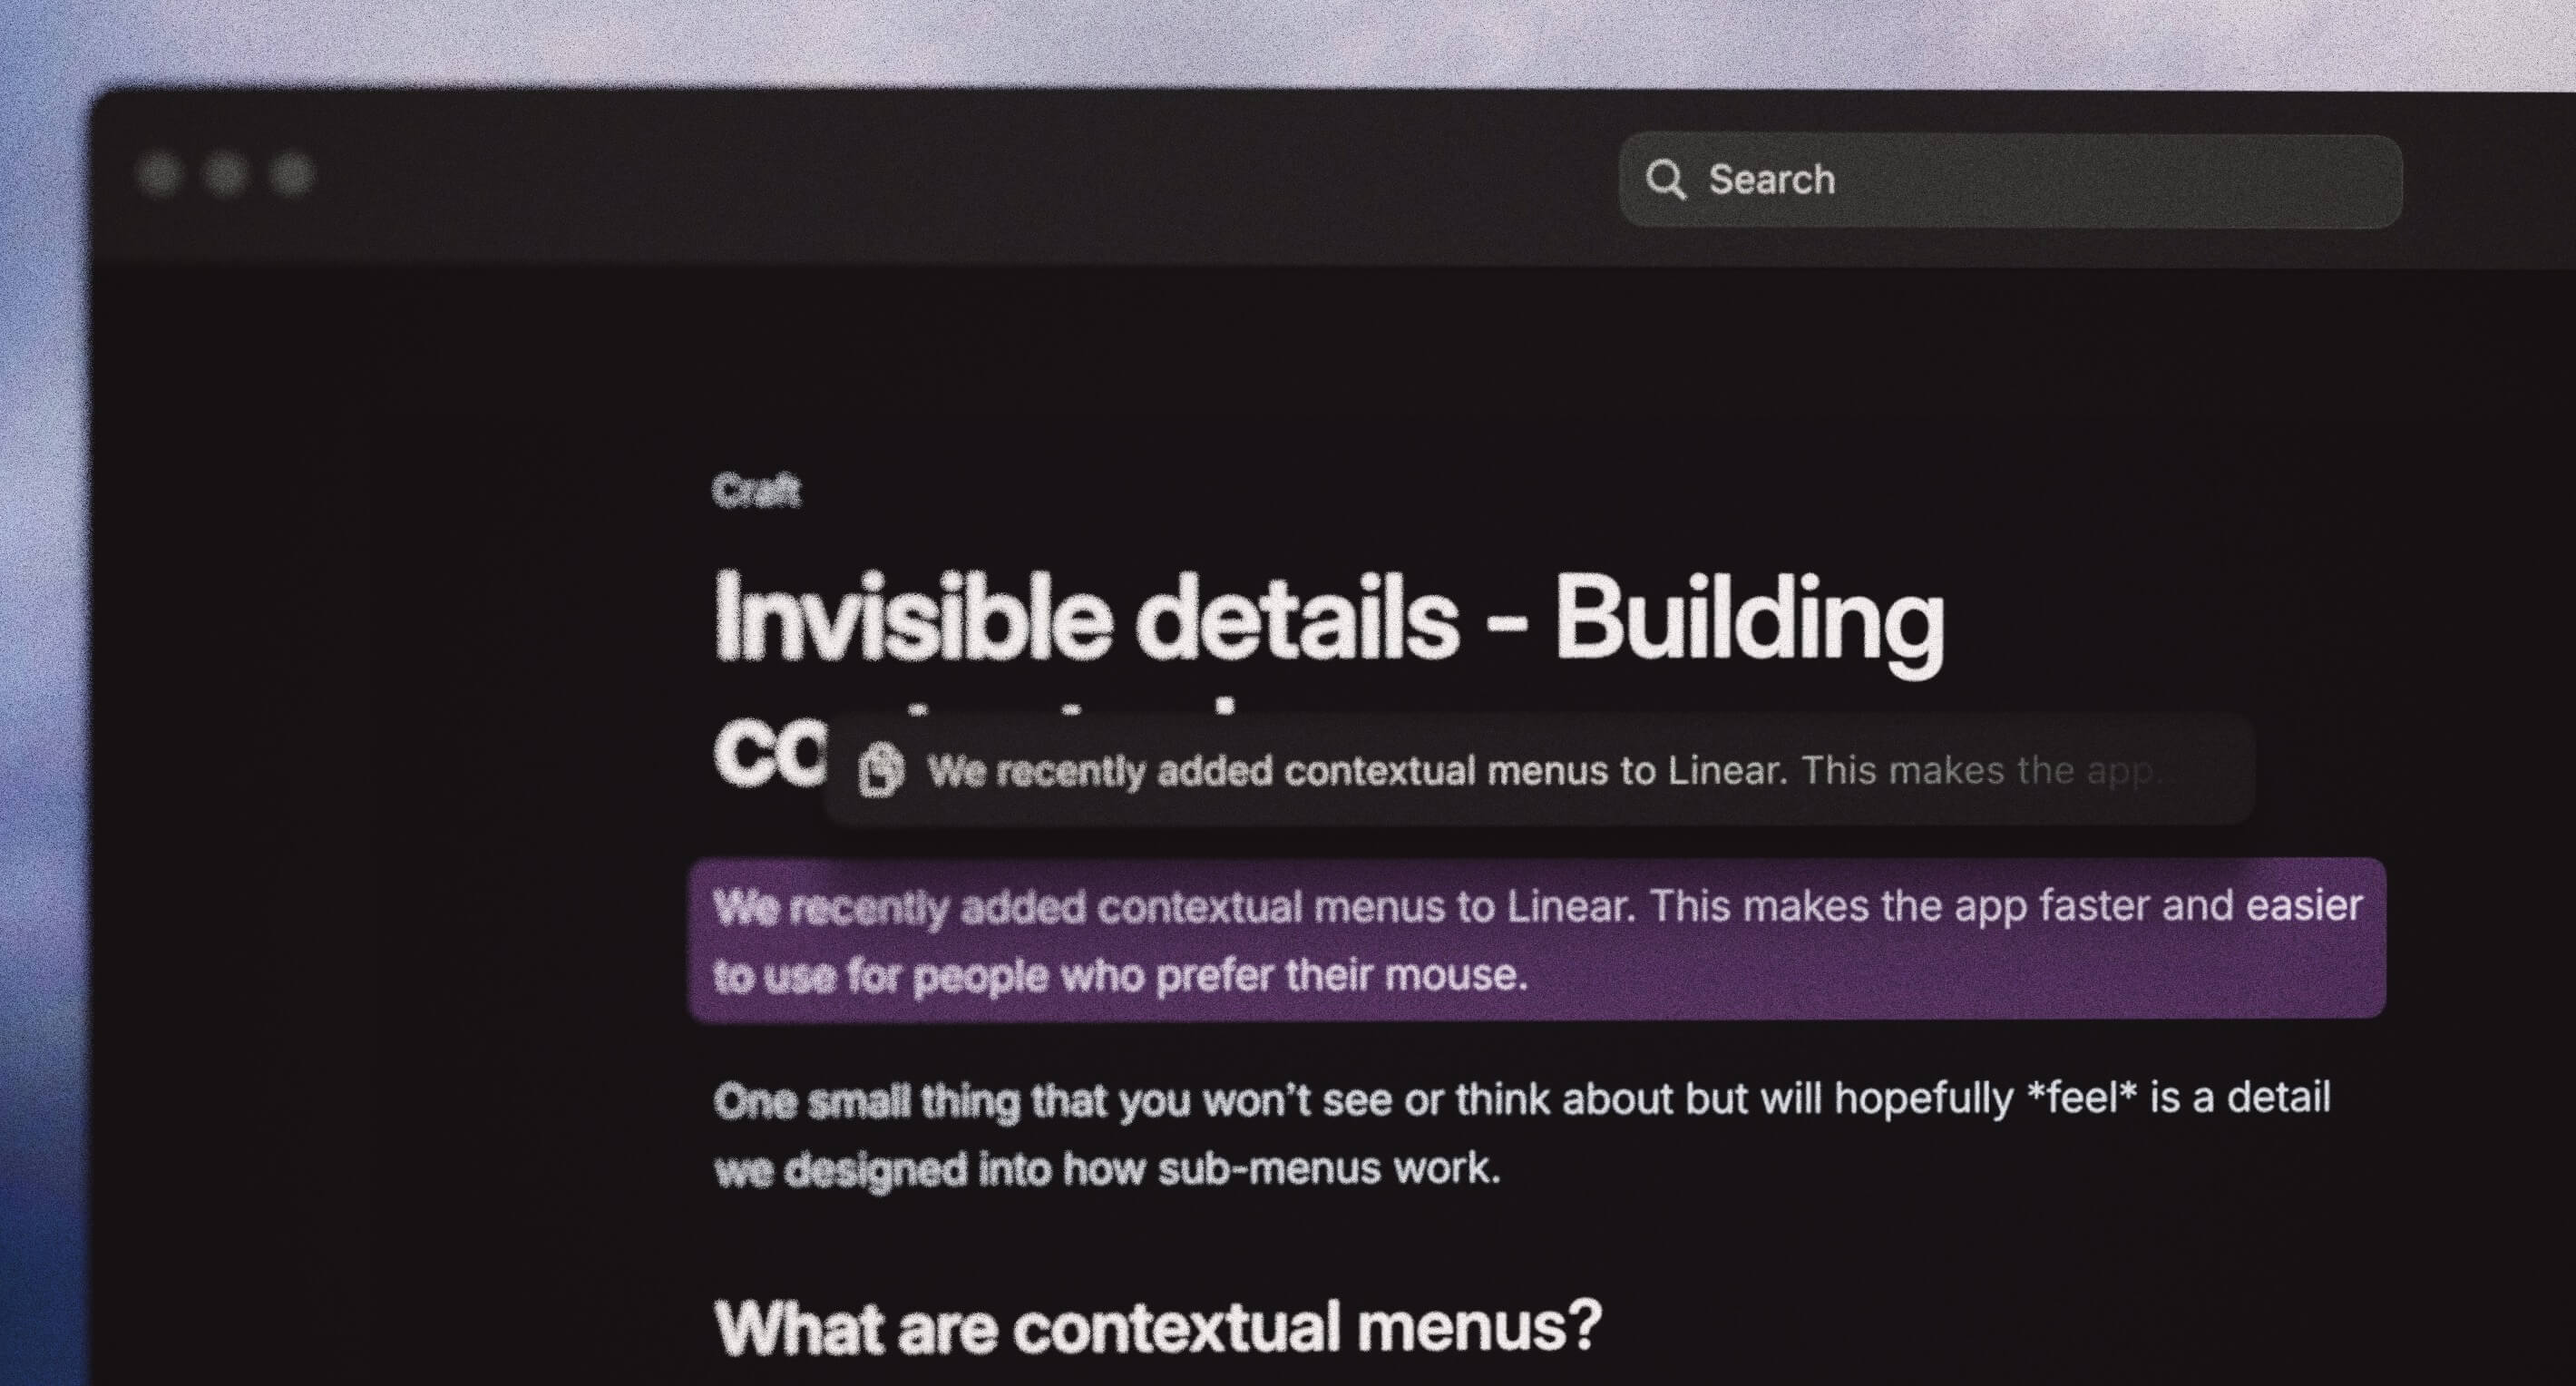 Search
Craft
Invisible details - Building
We recently added contextual menus to Linear. This makes the app.
We recently added contextual menus to Linear. This makes the app faster and easier
to use for people who prefer their mouse.
One small thing that you won’t see or think about but will hopefully *feel* is a detail
we designed into how sub-menus work.
What are contextual menus?